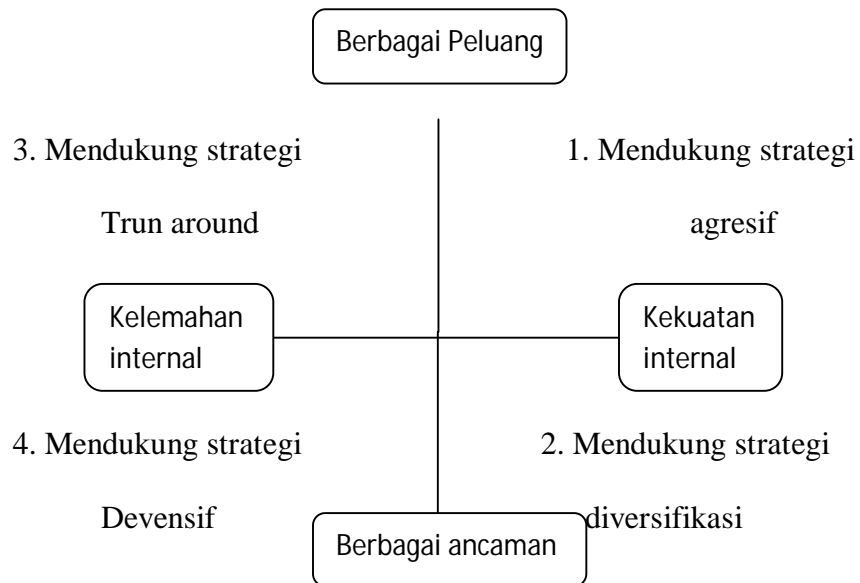 Berbagai Peluang
3. Mendukung strategi
Trun around
1. Mendukung strategi
agresif
Kelemahan
internal
Kekuatan
internal
4. Mendukung strategi
Devensif
2. Mendukung strategi
diversifikasi
Berbagai ancaman